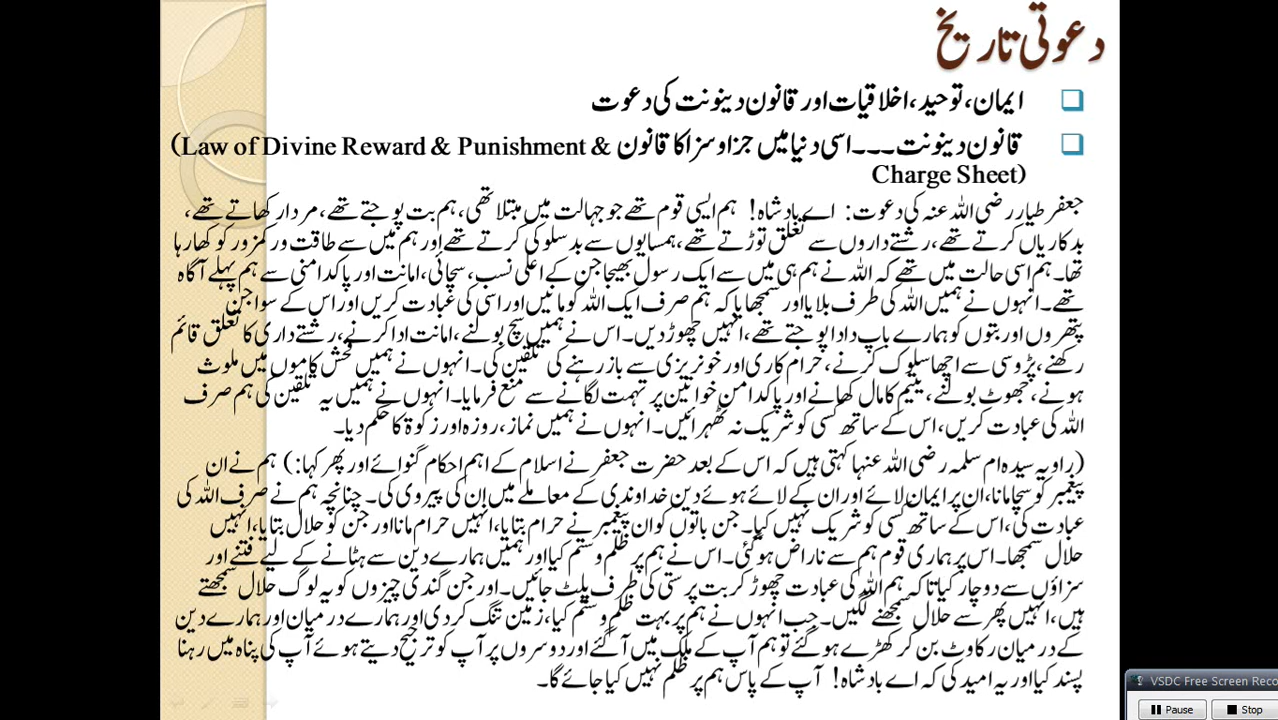 دعوتی تاریخ
ایمان، توحید، اخلاقیات اور قانون دینونت کی دعوت
قانون دینونت۔۔۔اسی دنیا میں جزا و سزا کا قانون (Law of Divine Reward & Punishment &
Charge Sheet)
جعفر طیار رضی اللہ عنہ کی دعوت: اے بادشاہ! ہم ایسی قوم تھے جو جہالت میں مبتلا تھی، ہم بت پوجتے تھے، مردار کھاتے تھے،
بدکاریاں کرتے تھے، رشتے داروں سے تعلق توڑتے تھے، ہمسایوں سے بدسلوکی کرتے تھے اور ہم میں سے طاقت ور کمزور کو کھا رہا
تھا۔ ہم اسی حالت میں تھے کہ اللہ نے ہم ہی میں سے ایک رسول بھیجا جن کے اعلی نسب، سچائی، امانت اور پاکدامنی سے ہم پہلے آگاہ
تھے۔ انہوں نے ہمیں اللہ کی طرف بلایا اور سمجھایا کہ ہم صرف ایک اللہ کو مانیں اور اسی کی عبادت کریں اور اس کے سوا جن
پتھروں اور بتوں کو ہمارے باپ دادا پوجتے تھے، انہیں چھوڑ دیں۔ اس نے ہمیں سچ بولنے، امانت ادا کرنے، رشتے داری کا تعلق قائم
رکھنے، پڑوسی سے اچھا سلوک کرنے، حرام کاری اور خونریزی سے باز رہنے کی تلقین کی۔ انہوں نے ہمیں فحش کاموں میں ملوث
ہونے، جھوٹ بولنے، یتیم کا مال کھانے اور پاکدامن خواتین پر تہمت لگانے سے منع فرمایا۔ انہوں نے ہمیں یہ تلقین کی ہم صرف
اللہ کی عبادت کریں، اس کے ساتھ کسی کو شریک نہ ٹھہرائیں۔ انہوں نے ہمیں نماز، روزہ اور زکوۃ کا حکم دیا۔
(راویہ سیدہ ام سلمہ رضی اللہ عنہا کہتی ہیں کہ اس کے بعد حضرت جعفر نے اسلام کے اہم احکام گنوائے اور پھر کہا:) ہم نے ان
پیغمبر کو سچا مانا، ان پر ایمان لائے اور ان کے لائے ہوئے دین خداوندی کے معاملے میں ان کی پیروی کی۔ چنانچہ ہم نے صرف اللہ کی
عبادت کی، اس کے ساتھ کسی کو شریک نہیں کیا۔ جن باتوں کو ان پیغمبر نے حرام بتایا، انہیں حرام مانا اور جن کو حلال بتایا، انہیں
حلال سمجھا۔ اس پر ہماری قوم ہم سے ناراض ہو گئی۔ اس نے ہم پر ظلم و ستم کیا اور ہمیں ہمارے دین سے ہٹانے کے لیے فتنے اور
سزاؤں سے دوچار کیا تاکہ ہم اللہ کی عبادت چھوڑ کر بت پرستی کی طرف پلٹ جائیں۔ اور جن گندی چیزوں کو یہ لوگ حلال سمجھتے
ہیں، انہیں پھر سے حلال سمجھنے لگیں۔ جب انہوں نے ہم پر بہت ظلم و ستم کیا، زمین تنگ کر دی اور ہمارے درمیان اور ہمارے دین
کے درمیان رکاوٹ بن کر کھڑے ہو گئے تو ہم آپ کے ملک میں آ گئے اور دوسروں پر آپ کو ترجیح دیتے ہوئے آپ کی پناہ میں رہنا
پسند کیا اور یہ امید کی کہ اے بادشاہ! آپ کے پاس ہم پر ظلم نہیں کیا جائے گا۔
VSDC Free Screen Reco
Pause Stop